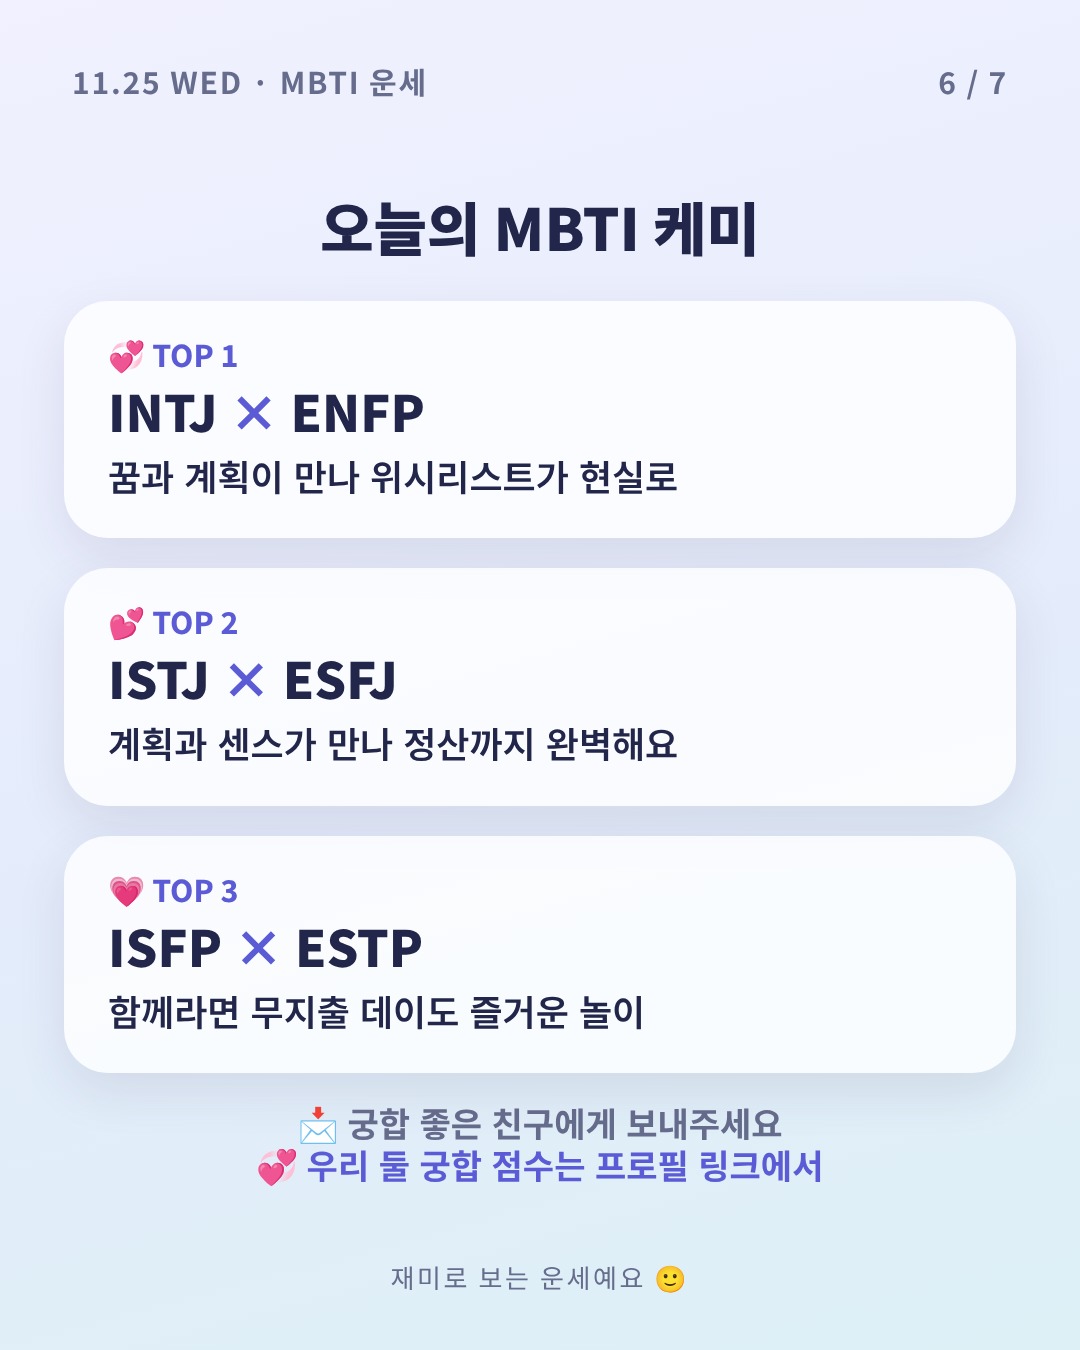 11.25 WED · MBTI 운세
6 / 7
오늘의 MBTI 케미
💞 TOP 1
INTJ × ENFP
꿈과 계획이 만나 위시리스트가 현실로
💕 TOP 2
ISTJ × ESFJ
계획과 센스가 만나 정산까지 완벽해요
💗 TOP 3
ISFP × ESTP
함께라면 무지출 데이도 즐거운 놀이
📩 궁합 좋은 친구에게 보내주세요
💞 우리 둘 궁합 점수는 프로필 링크에서
재미로 보는 운세예요 🙂